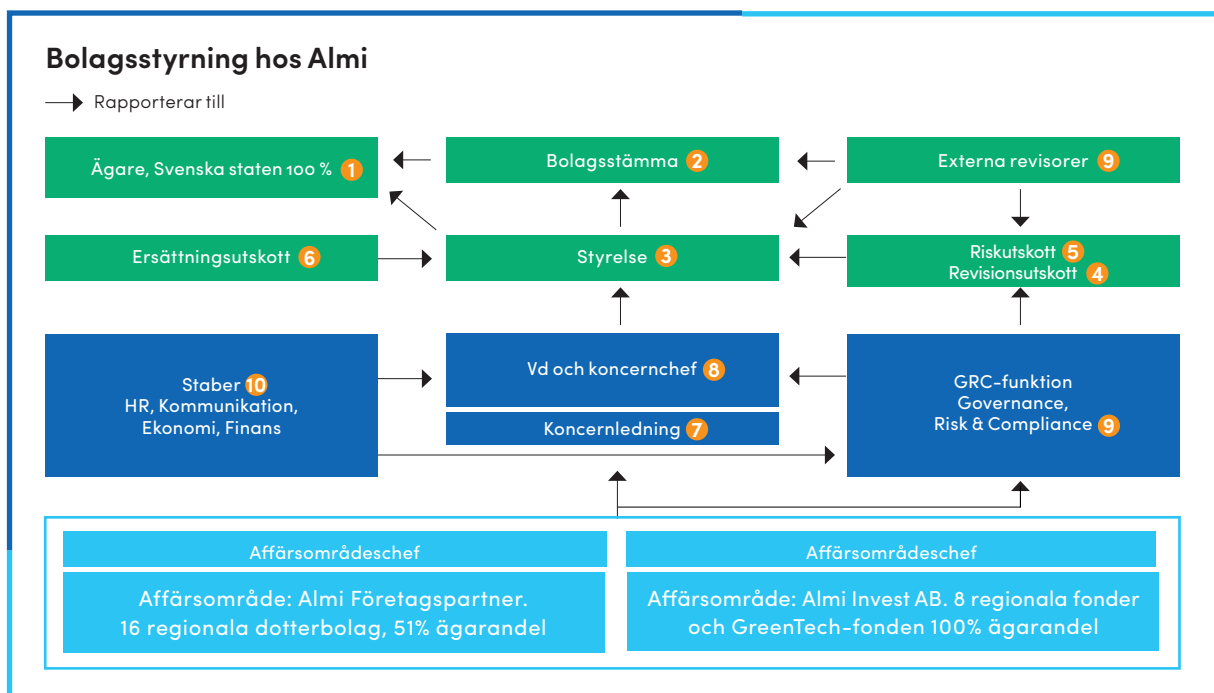 Bolagsstyrning hos Almi
Rapporterar till
Ägare, Svenska staten 100 % 1
Bolagsstämma 2
Externa revisorer 9
Ersättningsutskott 6
Styrelse 3
Riskutskott 5
Revisionsutskott 4
Staber 10
HR, Kommunikation,
Ekonomi, Finans
Vd och koncernchef 8
Koncernledning 7
GRC-funktion
Governance,
Risk & Compliance 9
Affärsområdeschef
Affärsområde: Almi Företagspartner.
16 regionala dotterbolag, 51% ägarandel
Affärsområdeschef
Affärsområde: Almi Invest AB. 8 regionala fonder
och GreenTech-fonden 100% ägarandel